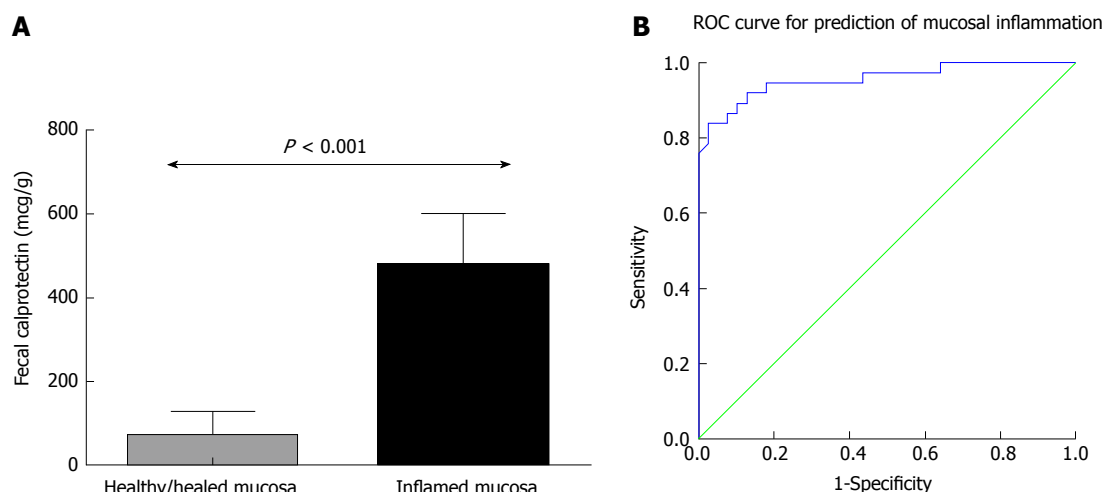 A
Fecal calprotectin (mcg/g)
800
600
400
200
0
P < 0.001
Healthy/healed mucosa
Inflamed mucosa
B
ROC curve for prediction of mucosal inflammation
Sensitivity
1.0
0.8
0.6
0.4
0.2
0.0
0.0 0.2 0.4 0.6 0.8 1.0
1-Specificity